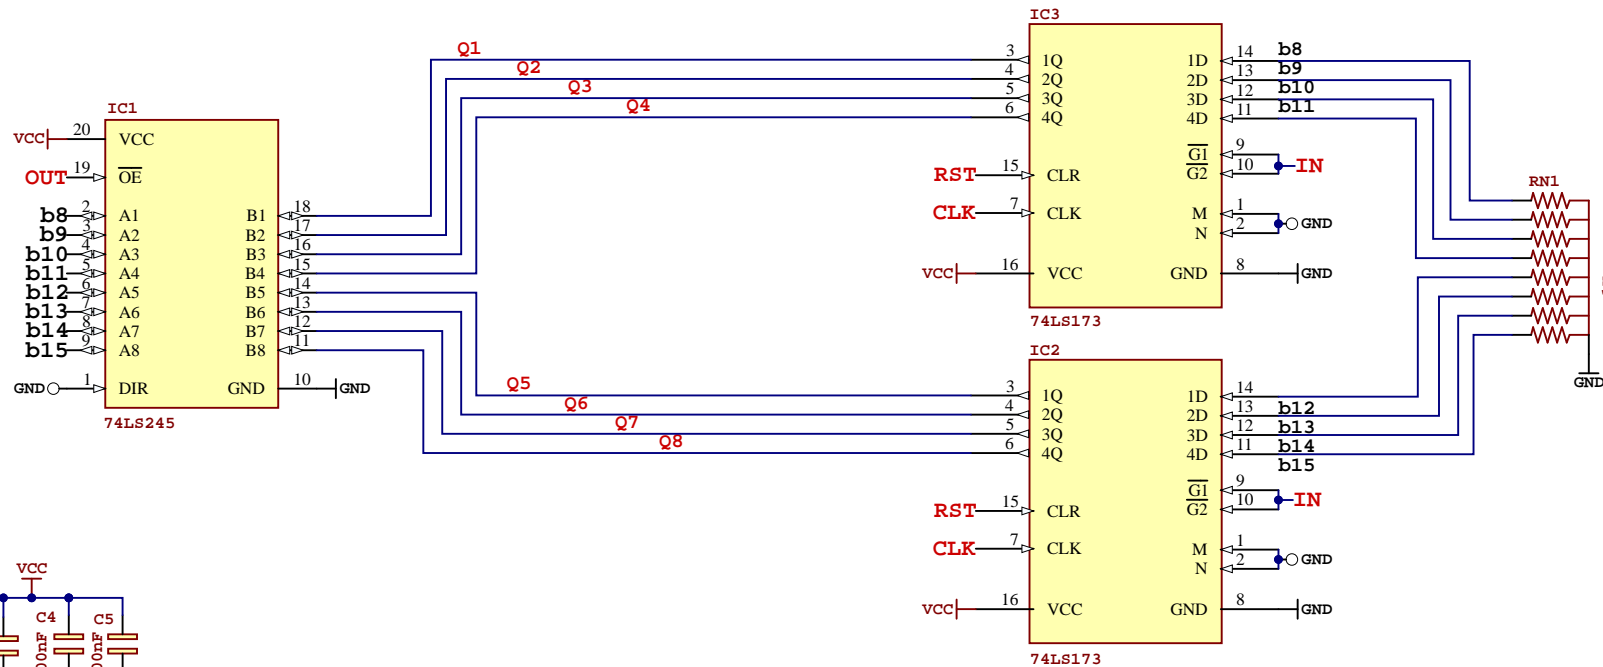 IC1
VCC 20 VCC
OUT 19 OE
b8 2 A1 B1 18
b9 3 A2 B2 17
b10 4 A3 B3 16
b11 5 A4 B4 15
b12 6 A5 B5 14
b13 7 A6 B6 13
b14 8 A7 B7 12
b15 9 A8 B8 11
GND 1 DIR GND 10 GND
74LS245
Q1
Q2
Q3
Q4
Q5
Q6
Q7
Q8
IC3
3 1Q 1D 14 b8
4 2Q 2D 13 b9
5 3Q 3D 12 b10
6 4Q 4D 11 b11
G1 9
G2 10 IN
RST 15 CLR
CLK 7 CLK M 1
N 2 GND
VCC 16 VCC GND 8 GND
74LS173
IC2
3 1Q 1D 14
4 2Q 2D 13 b12
5 3Q 3D 12 b13
6 4Q 4D 11 b14
b15
G1 9
G2 10 IN
RST 15 CLR
CLK 7 CLK M 1
N 2 GND
VCC 16 VCC GND 8 GND
74LS173
RN1
GND
VCC
C4
00nF
C5
00nF